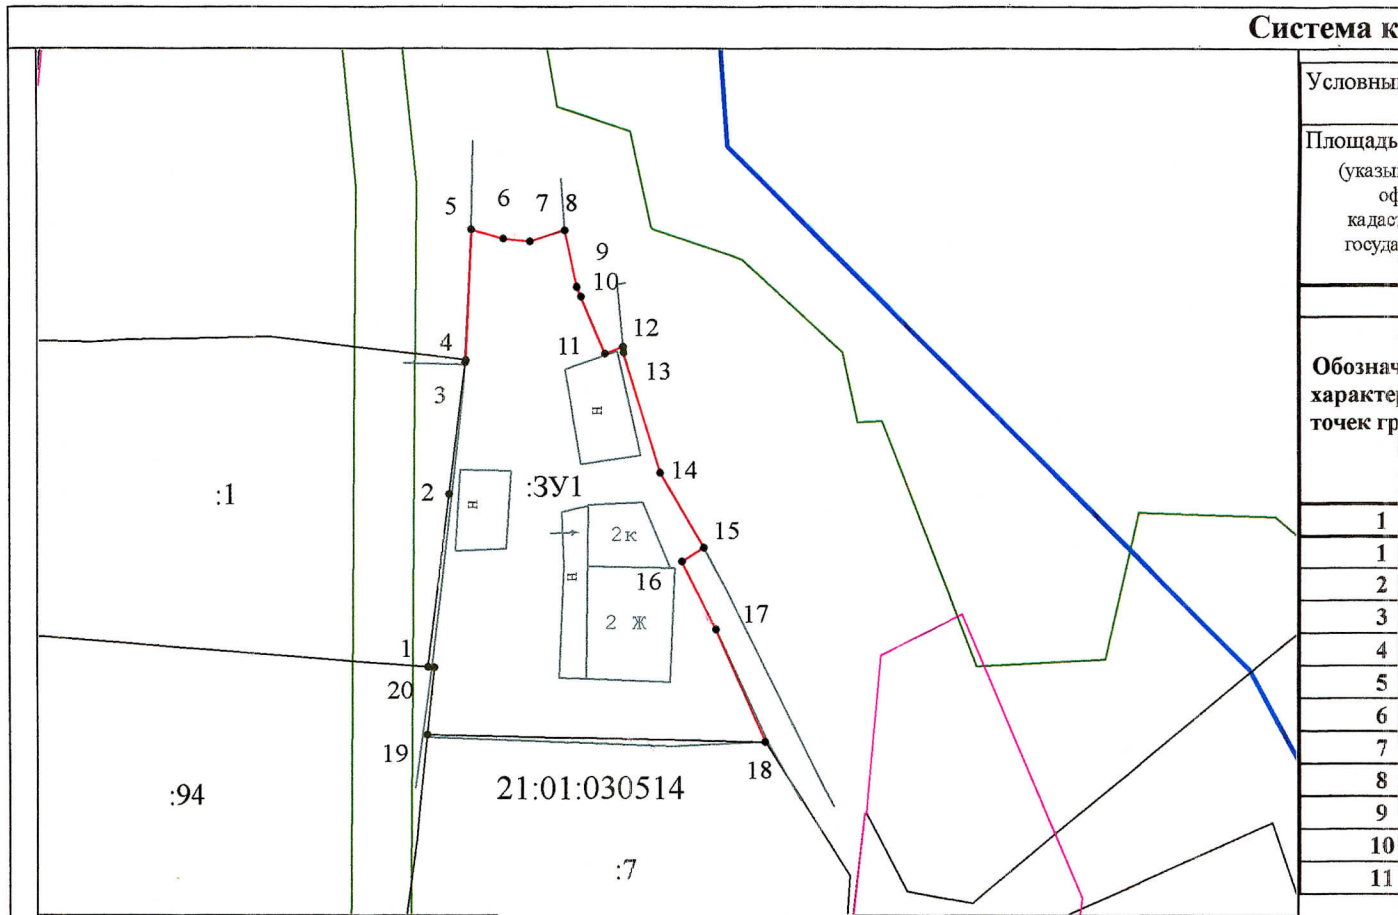 Система к
Условный
Площадь
(указы
оф
кадаст
госуда
Обознач
характер
точек гр
1
1
2
3
4
5
6
7
8
9
10
11
5
6
7
8
9
10
4
3
11
12
13
н
:1
2
н
:ЗУ1
14
2к
15
16
н
2 Ж
17
1
20
19
18
:94
21:01:030514
:7